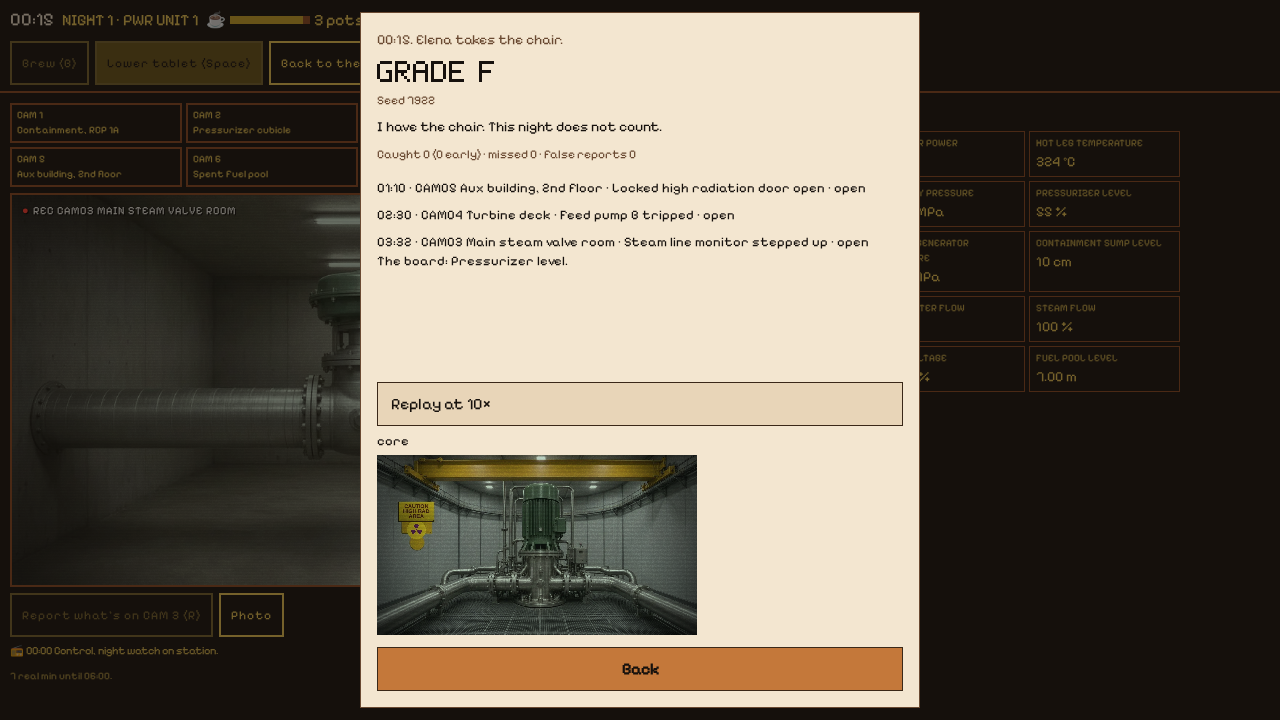 00:15 NIGHT 1 · PWR UNIT 1 3 pots
Brew (B) Lower tablet (Space) Back to the
CAM 1
Containment, RCP 1A
CAM 2
Pressurizer cubicle
CAM 5
Aux building, 2nd floor
CAM 6
Spent fuel pool
REC CAM03 MAIN STEAM VALVE ROOM
Report what's on CAM 3 (R) Photo
00:00 Control, night watch on station.
7 real min until 06:00.
00:15. Elena takes the chair.
GRADE F
Seed 7922
I have the chair. This night does not count.
Caught 0 (0 early) · missed 0 · false reports 0
01:10 · CAM05 Aux building, 2nd floor · Locked high radiation door open · open
02:30 · CAM04 Turbine deck · Feed pump B tripped · open
03:32 · CAM03 Main steam valve room · Steam line monitor stepped up · open
The board: Pressurizer level.
Replay at 10×
core
CAUTION
HIGH RAD
AREA
Back
POWER
HOT LEG TEMPERATURE
324 °C
PRESSURE
MPa
PRESSURIZER LEVEL
55 %
GENERATOR
MPa
CONTAINMENT SUMP LEVEL
10 cm
FLOW
STEAM FLOW
100 %
%
FUEL POOL LEVEL
7.00 m